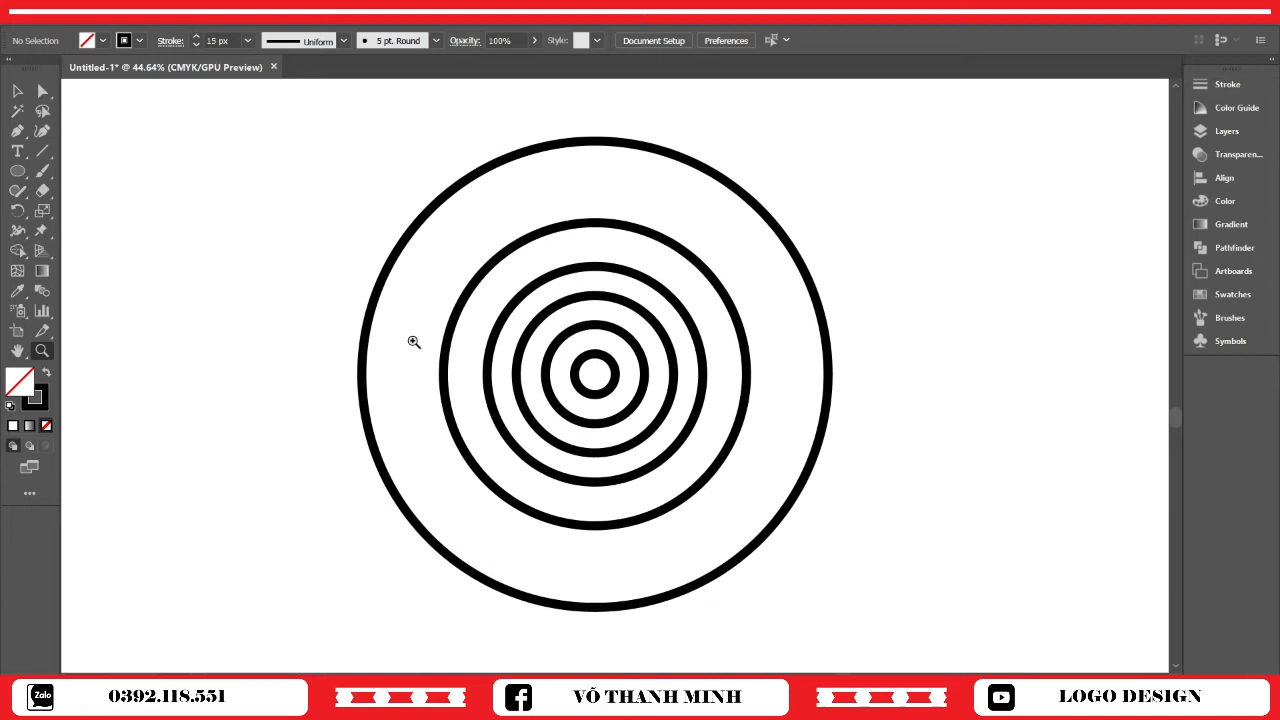 No Selection Stroke: 15 px Uniform 5 pt. Round Opacity: 100% Style: Document Setup Preferences
Untitled-1* @ 44.64% (CMYK/GPU Preview) ×
Stroke
Color Guide
Layers
Transparen...
Align
Color
Gradient
Pathfinder
Artboards
Swatches
Brushes
Symbols
Zalo 0392.118.551 VÕ THANH MINH LOGO DESIGN